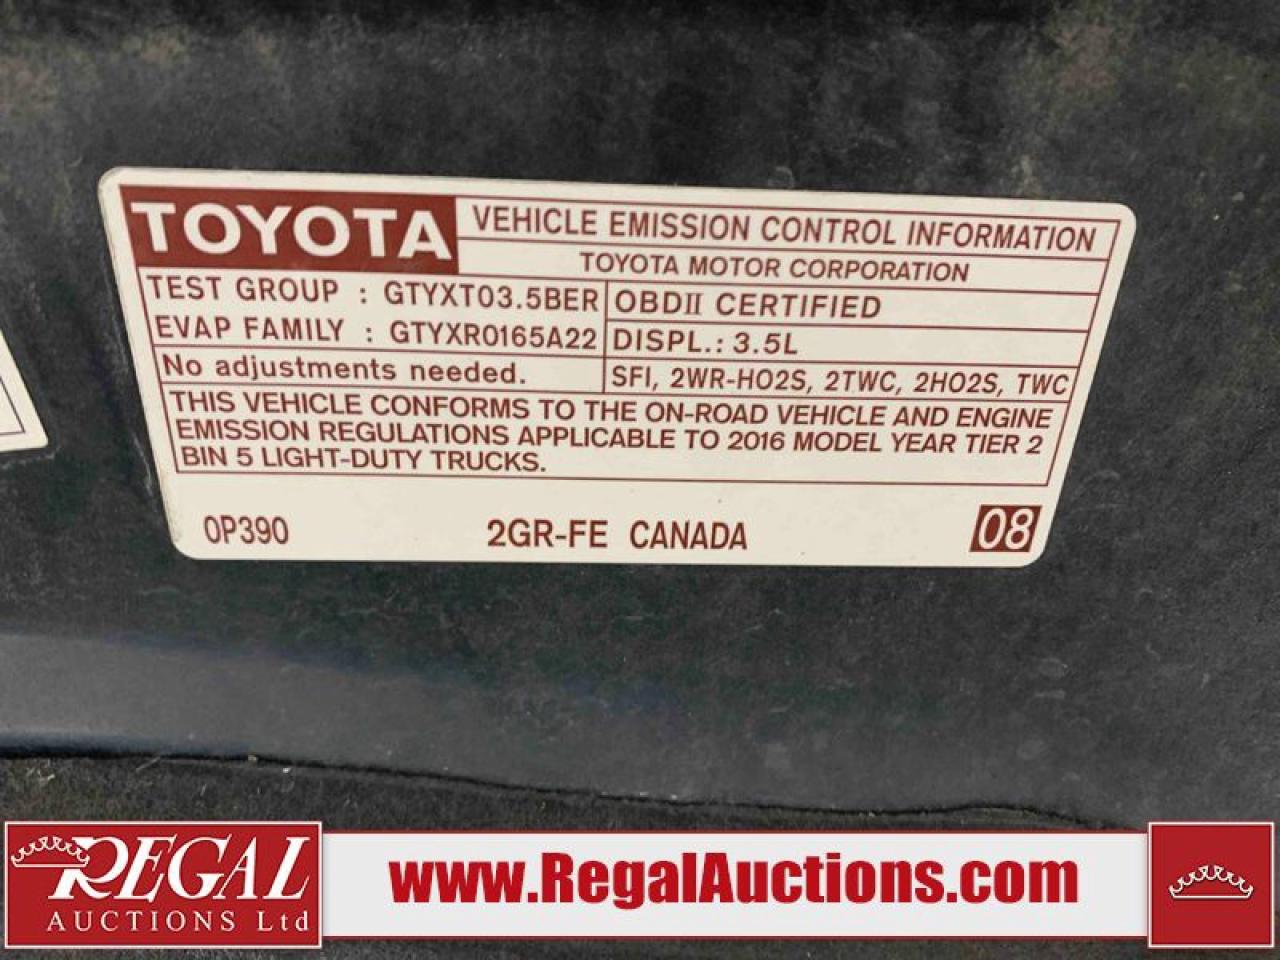 TOYOTA
VEHICLE EMISSION CONTROL INFORMATION
TOYOTA MOTOR CORPORATION
TEST GROUP : GTYXT03.5BER
OBDII CERTIFIED
EVAP FAMILY : GTYXR0165A22
DISPL.: 3.5L
No adjustments needed.
SFI, 2WR-HO2S, 2TWC, 2HO2S, TWC
THIS VEHICLE CONFORMS TO THE ON-ROAD VEHICLE AND ENGINE
EMISSION REGULATIONS APPLICABLE TO 2016 MODEL YEAR TIER 2
BIN 5 LIGHT-DUTY TRUCKS.
0P390
2GR-FE CANADA
08
REGAL
AUCTIONS Ltd
www.RegalAuctions.com